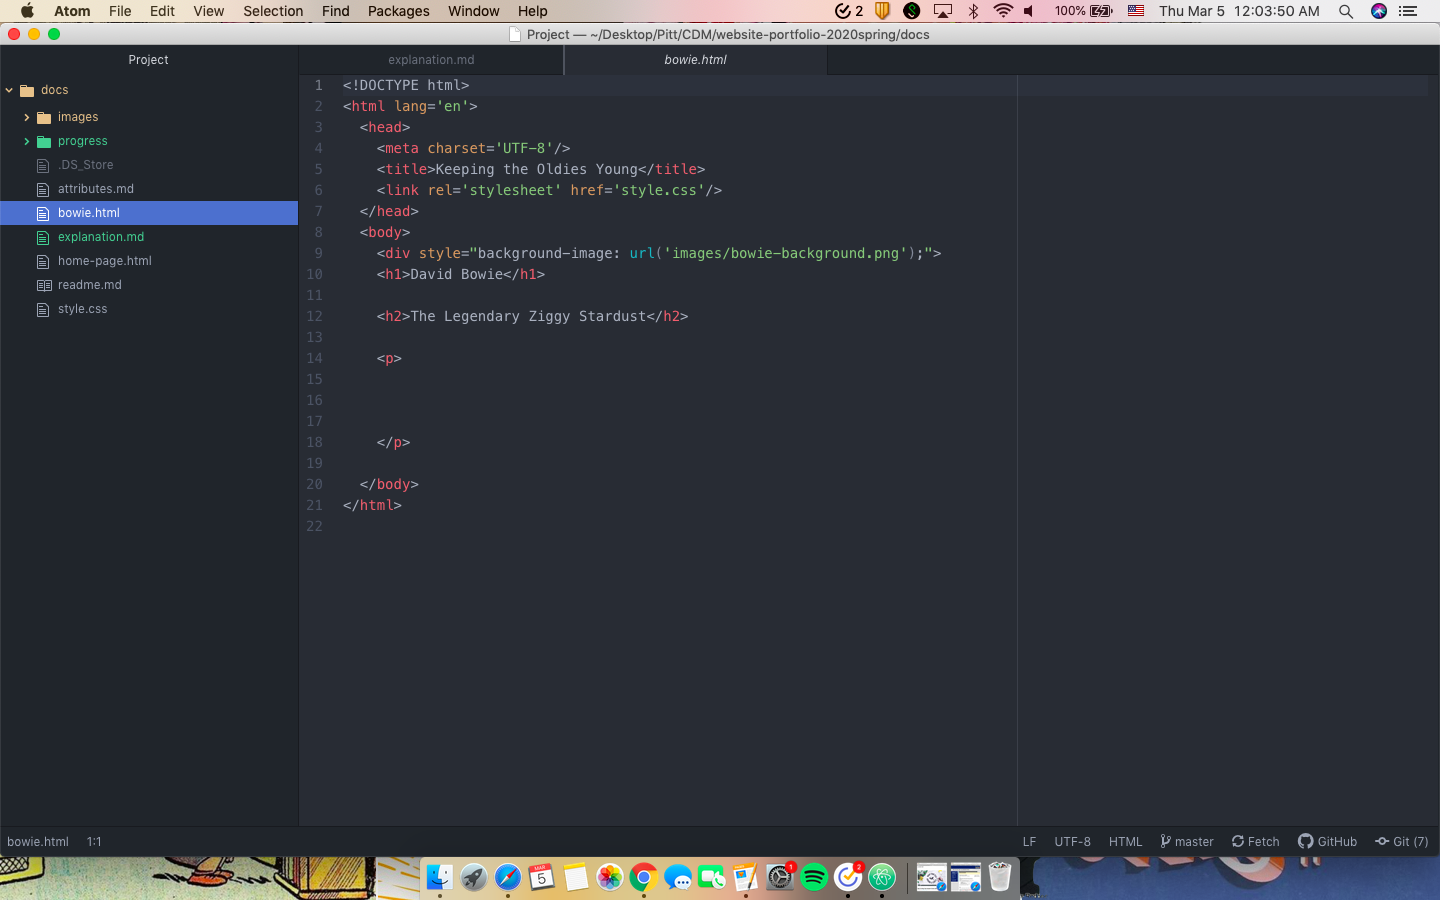 Atom File Edit View Selection Find Packages Window Help 2 100% Thu Mar 5 12:03:50 AM
Project — ~/Desktop/Pitt/CDM/website-portfolio-2020spring/docs
Project
explanation.md
bowie.html
docs
images
progress
.DS_Store
attributes.md
bowie.html
explanation.md
home-page.html
readme.md
style.css
1 <!DOCTYPE html>
2 <html lang='en'>
3 <head>
4 <meta charset='UTF-8'/>
5 <title>Keeping the Oldies Young</title>
6 <link rel='stylesheet' href='style.css'/>
7 </head>
8 <body>
9 <div style="background-image: url('images/bowie-background.png');">
10 <h1>David Bowie</h1>
11
12 <h2>The Legendary Ziggy Stardust</h2>
13
14 <p>
15
16
17
18 </p>
19
20 </body>
21 </html>
22
bowie.html 1:1 LF UTF-8 HTML master Fetch GitHub Git (7)
MAR
5
1
2